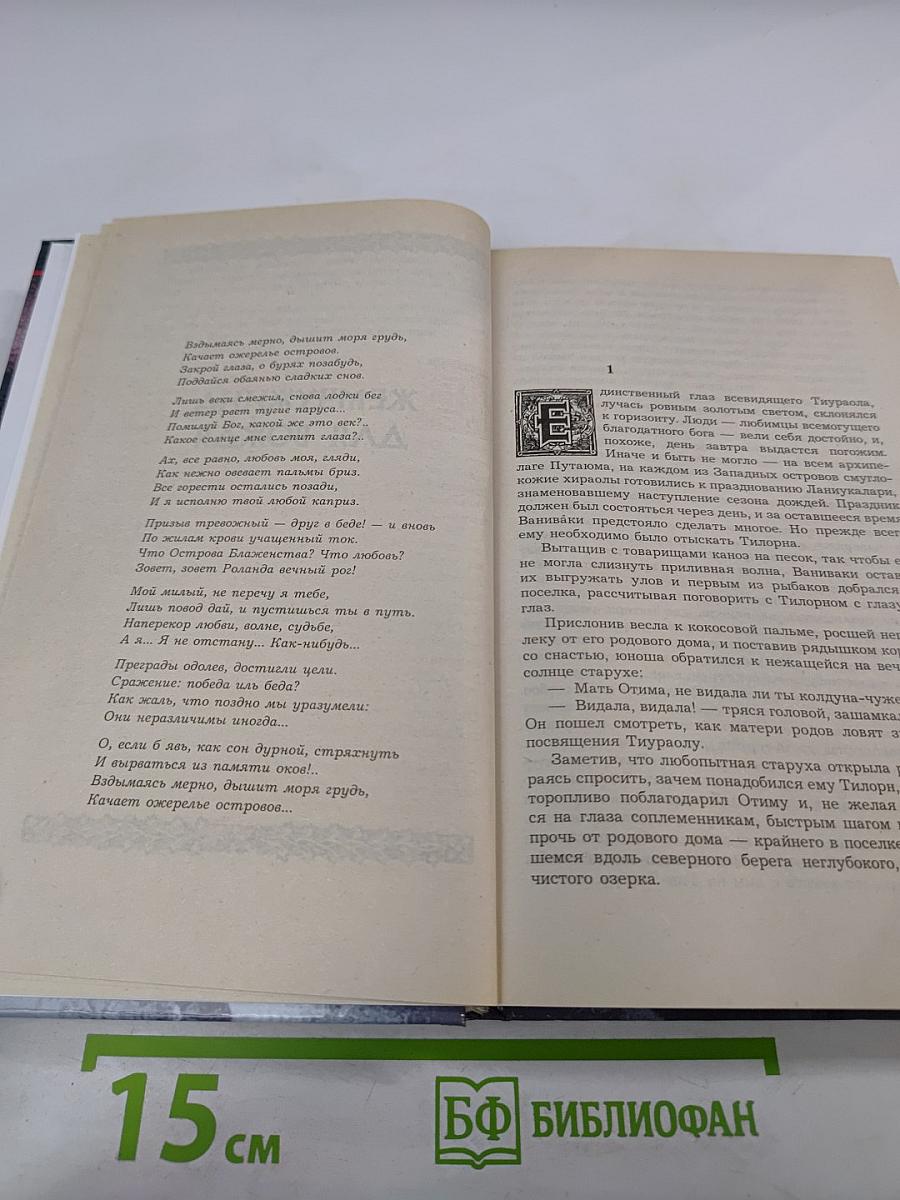 Вздымаясь мерно, дышит моря грудь,
Качает ожерелье островов.
Закрой глаза, о бурях позабудь,
Поддайся обаянью сладких снов.
Лишь веки смежил, снова лодки бег
И ветер рвет тугие паруса...
Помилуй Бог, какой же это век?..
Какое солнце мне слепит глаза?..
Ах, все равно, любовь моя, гляди,
Как нежно овевает пальмы бриз.
Все горести остались позади,
И я исполню твой любой каприз.
Призыв тревожный — друг в беде! — и вновь
По жилам крови учащенный ток.
Что Острова Блаженства? Что любовь?
Зовет, зовет Роланда вечный рог!
Мой милый, не перечу я тебе,
Лишь повод дай, и пустишься ты в путь.
Наперекор любви, волне, судьбе,
А я... Я не отстану... Как-нибудь...
Преграды одолев, достигли цели.
Сражение: победа иль беда?
Как жаль, что поздно мы уразумели:
Они неразличимы иногда...
О, если б явь, как сон дурной, стряхнуть
И вырваться из памяти оков!..
Вздымаясь мерно, дышит моря грудь,
Качает ожерелье островов...
1
Единственный глаз всевидящего Тиураола,
лучась ровным золотым светом, склонялся
к горизонту. Люди — любимцы всемогущего
благодатного бога — вели себя достойно, и,
похоже, день завтра выдастся погожим.
Иначе и быть не могло — на всем архипе-
лаге Путаюма, на каждом из Западных островов смугло-
кожие хираолы готовились к празднованию Ланиукалари,
знаменовавшему наступление сезона дождей. Праздник
должен был состояться через день, и за оставшееся время
Ванива́ки предстояло сделать многое. Но прежде всег
ему необходимо было отыскать Тилорна.
Вытащив с товарищами каноэ на песок, так чтобы е
не могла слизнуть приливная волна, Ваниваки остав
их выгружать улов и первым из рыбаков добрался
поселка, рассчитывая поговорить с Тилорном с глазу
глаз.
Прислонив весла к кокосовой пальме, росшей нег
леку от его родового дома, и поставив рядышком кор
со снастью, юноша обратился к нежащейся на веч
солнце старухе:
— Мать Отима, не видала ли ты колдуна-чуже
— Видала, видала! — тряся головой, зашамкал
Он пошел смотреть, как матери родов ловят з
посвящения Тиураолу.
Заметив, что любопытная старуха открыла р
раясь спросить, зачем понадобился ему Тилорн,
торопливо поблагодарил Отиму и, не желая
ся на глаза соплеменникам, быстрым шагом
прочь от родового дома — крайнего в поселке
шемся вдоль северного берега неглубокого,
чистого озерка.
15 см
БФ БИБЛИОФАН